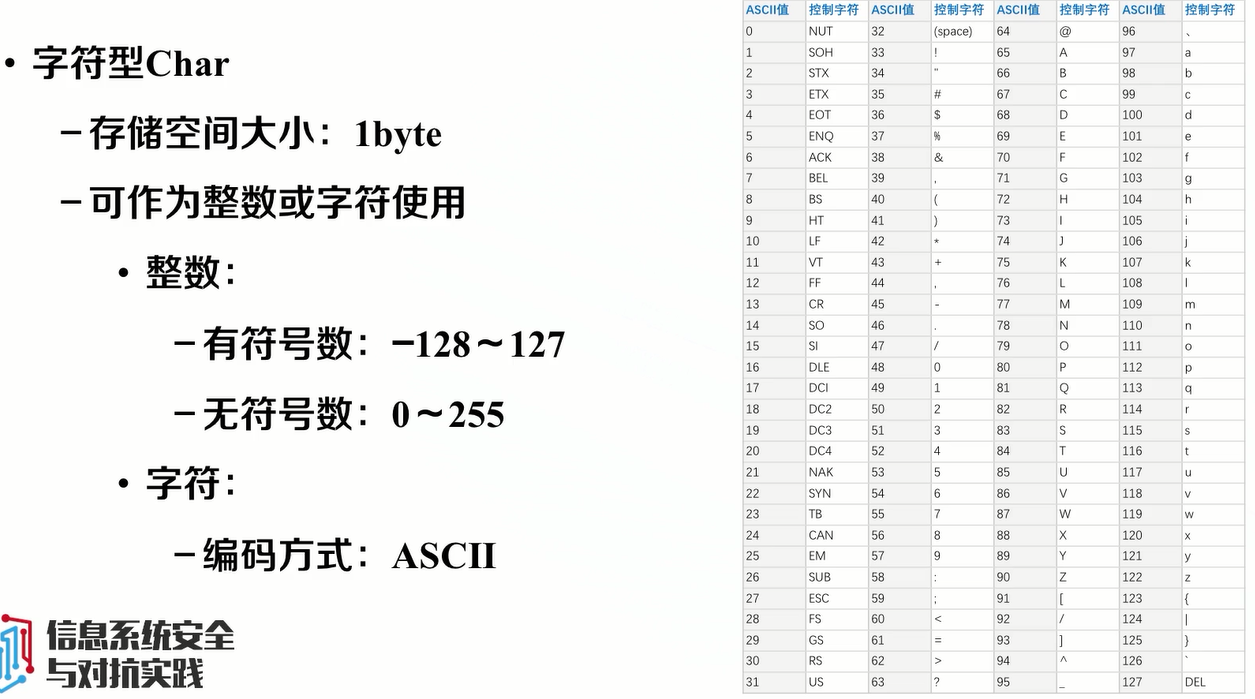 • 字符型Char
– 存储空间大小：1byte
– 可作为整数或字符使用
• 整数：
– 有符号数：−128～127
– 无符号数：0～255
• 字符：
– 编码方式：ASCII
信息系统安全
与对抗实践
ASCII值 控制字符 ASCII值 控制字符 ASCII值 控制字符 ASCII值 控制字符
0 NUT 32 (space) 64 @ 96 、
1 SOH 33 ! 65 A 97 a
2 STX 34 " 66 B 98 b
3 ETX 35 # 67 C 99 c
4 EOT 36 $ 68 D 100 d
5 ENQ 37 % 69 E 101 e
6 ACK 38 & 70 F 102 f
7 BEL 39 , 71 G 103 g
8 BS 40 ( 72 H 104 h
9 HT 41 ) 73 I 105 i
10 LF 42 * 74 J 106 j
11 VT 43 + 75 K 107 k
12 FF 44 , 76 L 108 l
13 CR 45 - 77 M 109 m
14 SO 46 . 78 N 110 n
15 SI 47 / 79 O 111 o
16 DLE 48 0 80 P 112 p
17 DCI 49 1 81 Q 113 q
18 DC2 50 2 82 R 114 r
19 DC3 51 3 83 S 115 s
20 DC4 52 4 84 T 116 t
21 NAK 53 5 85 U 117 u
22 SYN 54 6 86 V 118 v
23 TB 55 7 87 W 119 w
24 CAN 56 8 88 X 120 x
25 EM 57 9 89 Y 121 y
26 SUB 58 : 90 Z 122 z
27 ESC 59 ; 91 [ 123 {
28 FS 60 < 92 / 124 |
29 GS 61 = 93 ] 125 }
30 RS 62 > 94 ^ 126 `
31 US 63 ? 95 _ 127 DEL